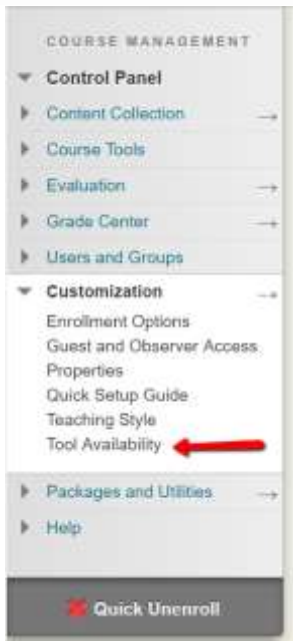 COURSE MANAGEMENT
Control Panel
Content Collection
Course Tools
Evaluation
Grade Center
Users and Groups
Customization
Enrollment Options
Guest and Observer Access
Properties
Quick Setup Guide
Teaching Style
Tool Availability
Packages and Utilities
Help
Quick Unenroll